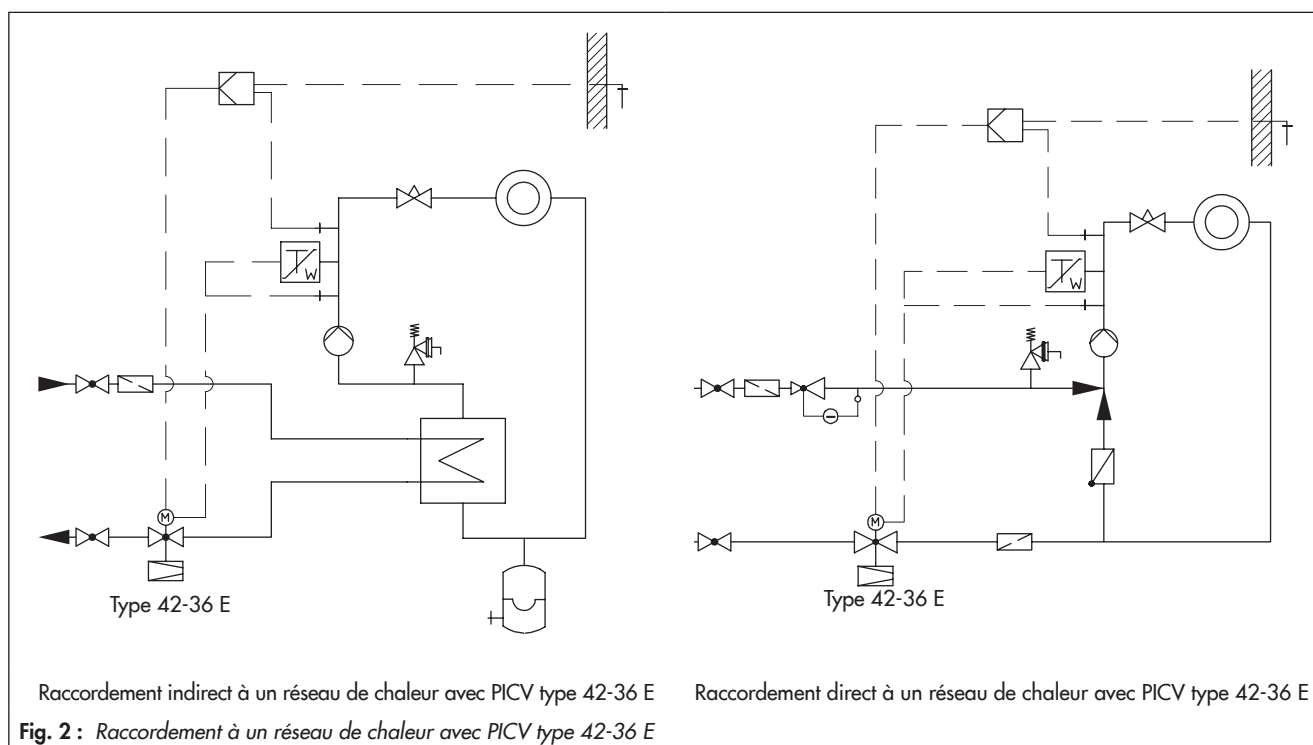 T
W
M
Type 42-36 E
T
W
M
Type 42-36 E
Raccordement indirect à un réseau de chaleur avec PICV type 42-36 E
Raccordement direct à un réseau de chaleur avec PICV type 42-36 E
Fig. 2 : Raccordement à un réseau de chaleur avec PICV type 42-36 E